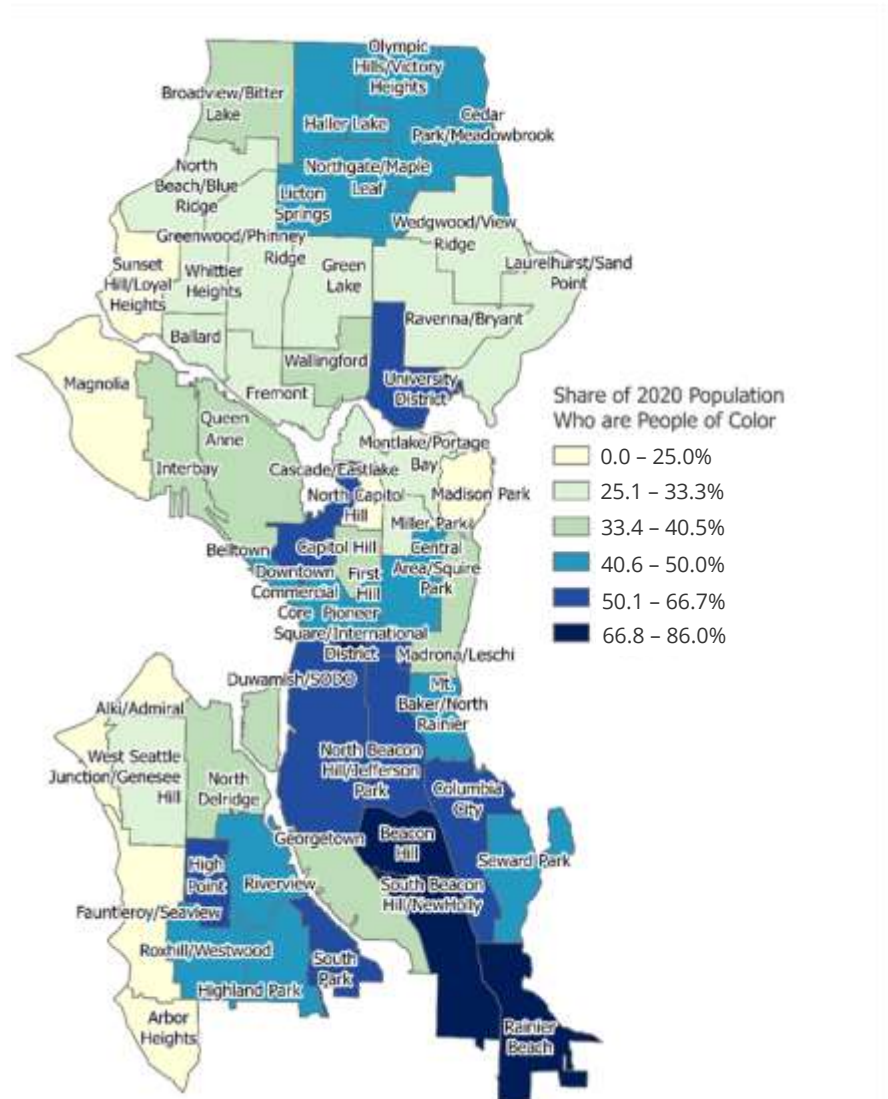 Olympic
Hills/Victory
Heights
Broadview/Bitter
Lake
Haller Lake
Cedar
Park/Meadowbrook
North
Beach/Blue
Ridge
Northgate/Maple
Leaf
Licton
Springs
Wedgwood/View
Ridge
Greenwood/Phinney
Ridge
Laurelhurst/Sand
Point
Sunset
Hill/Loyal
Heights
Whittier
Heights
Green
Lake
Ravenna/Bryant
Ballard
Wallingford
Magnolia
University
District
Fremont
Queen
Anne
Interbay
Montlake/Portage
Bay
Cascade/Eastlake
North Capitol
Hill
Madison Park
Miller Park
Belltown
Capitol Hill
Central
Area/Squire
Park
Downtown
Commercial
Core
First
Hill
Pioneer
Square/International
District
Madrona/Leschi
Duwamish/SODO
Mt.
Baker/North
Rainier
Alki/Admiral
West Seattle
Junction/Genesee
Hill
North
Delridge
North Beacon
Hill/Jefferson
Park
Columbia
City
Georgetown
Beacon
Hill
Seward Park
High
Point
Riverview
South Beacon
Hill/NewHolly
Fauntleroy/Seaview
Roxhill/Westwood
South
Park
Highland Park
Arbor
Heights
Rainier
Beach
Share of 2020 Population
Who are People of Color
0.0 – 25.0%
25.1 – 33.3%
33.4 – 40.5%
40.6 – 50.0%
50.1 – 66.7%
66.8 – 86.0%